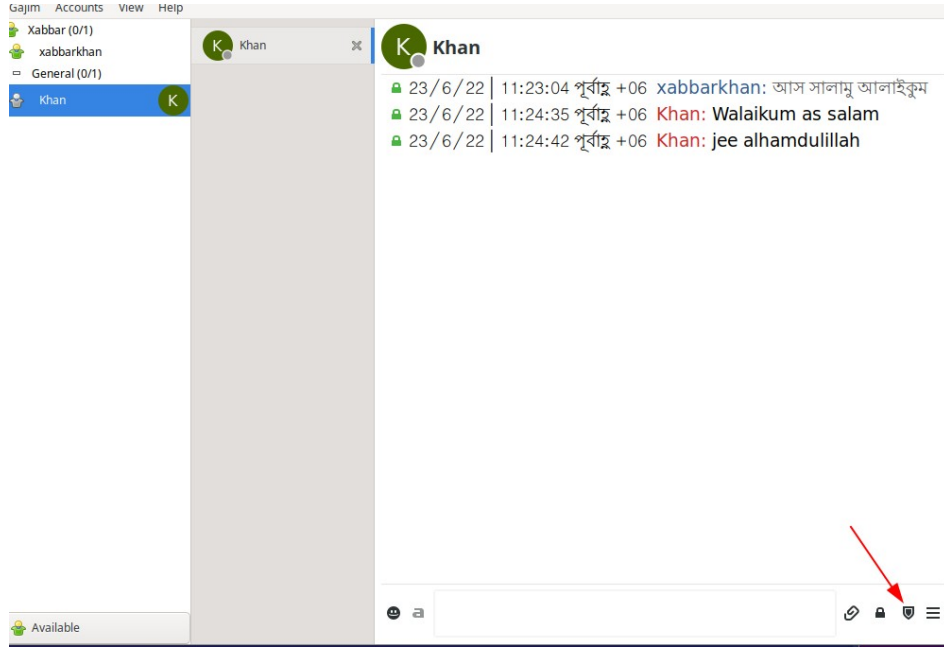 Gajim Accounts View Help
Xabbar (0/1)
xabbarkhan
General (0/1)
Khan K
K Khan
K Khan
23/6/22 | 11:23:04 পূর্বাহ্ণ +06 xabbarkhan: আস সালামু আলাইকুম
23/6/22 | 11:24:35 পূর্বাহ্ণ +06 Khan: Walaikum as salam
23/6/22 | 11:24:42 পূর্বাহ্ণ +06 Khan: jee alhamdulillah
a
Available